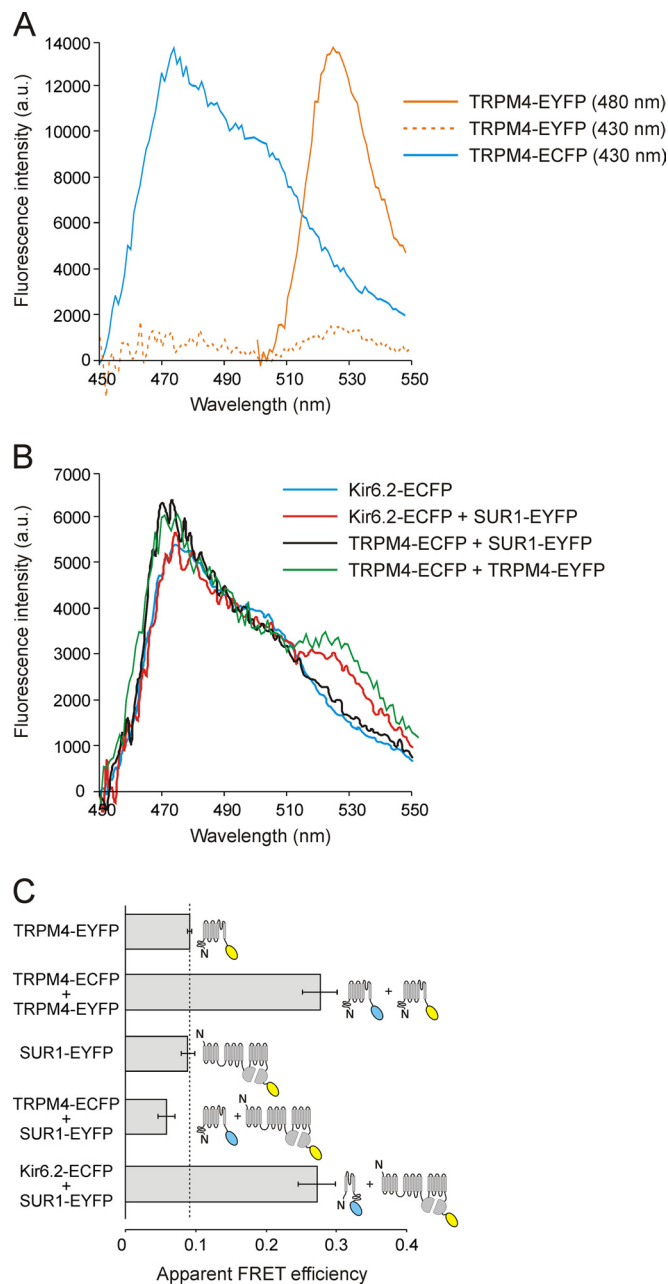 A
14000
12000
10000
8000
6000
4000
2000
0
Fluorescence intensity (a.u.)
450 470 490 510 530 550
Wavelength (nm)
TRPM4-EYFP (480 nm)
TRPM4-EYFP (430 nm)
TRPM4-ECFP (430 nm)
B
7000
6000
5000
4000
3000
2000
1000
0
Fluorescence intensity (a.u.)
450 470 490 510 530 550
Wavelength (nm)
Kir6.2-ECFP
Kir6.2-ECFP + SUR1-EYFP
TRPM4-ECFP + SUR1-EYFP
TRPM4-ECFP + TRPM4-EYFP
C
TRPM4-EYFP
N
TRPM4-ECFP
+
TRPM4-EYFP
N + N
SUR1-EYFP
N
TRPM4-ECFP
+
SUR1-EYFP
N + N
Kir6.2-ECFP
+
SUR1-EYFP
N + N
0 0.1 0.2 0.3 0.4
Apparent FRET efficiency